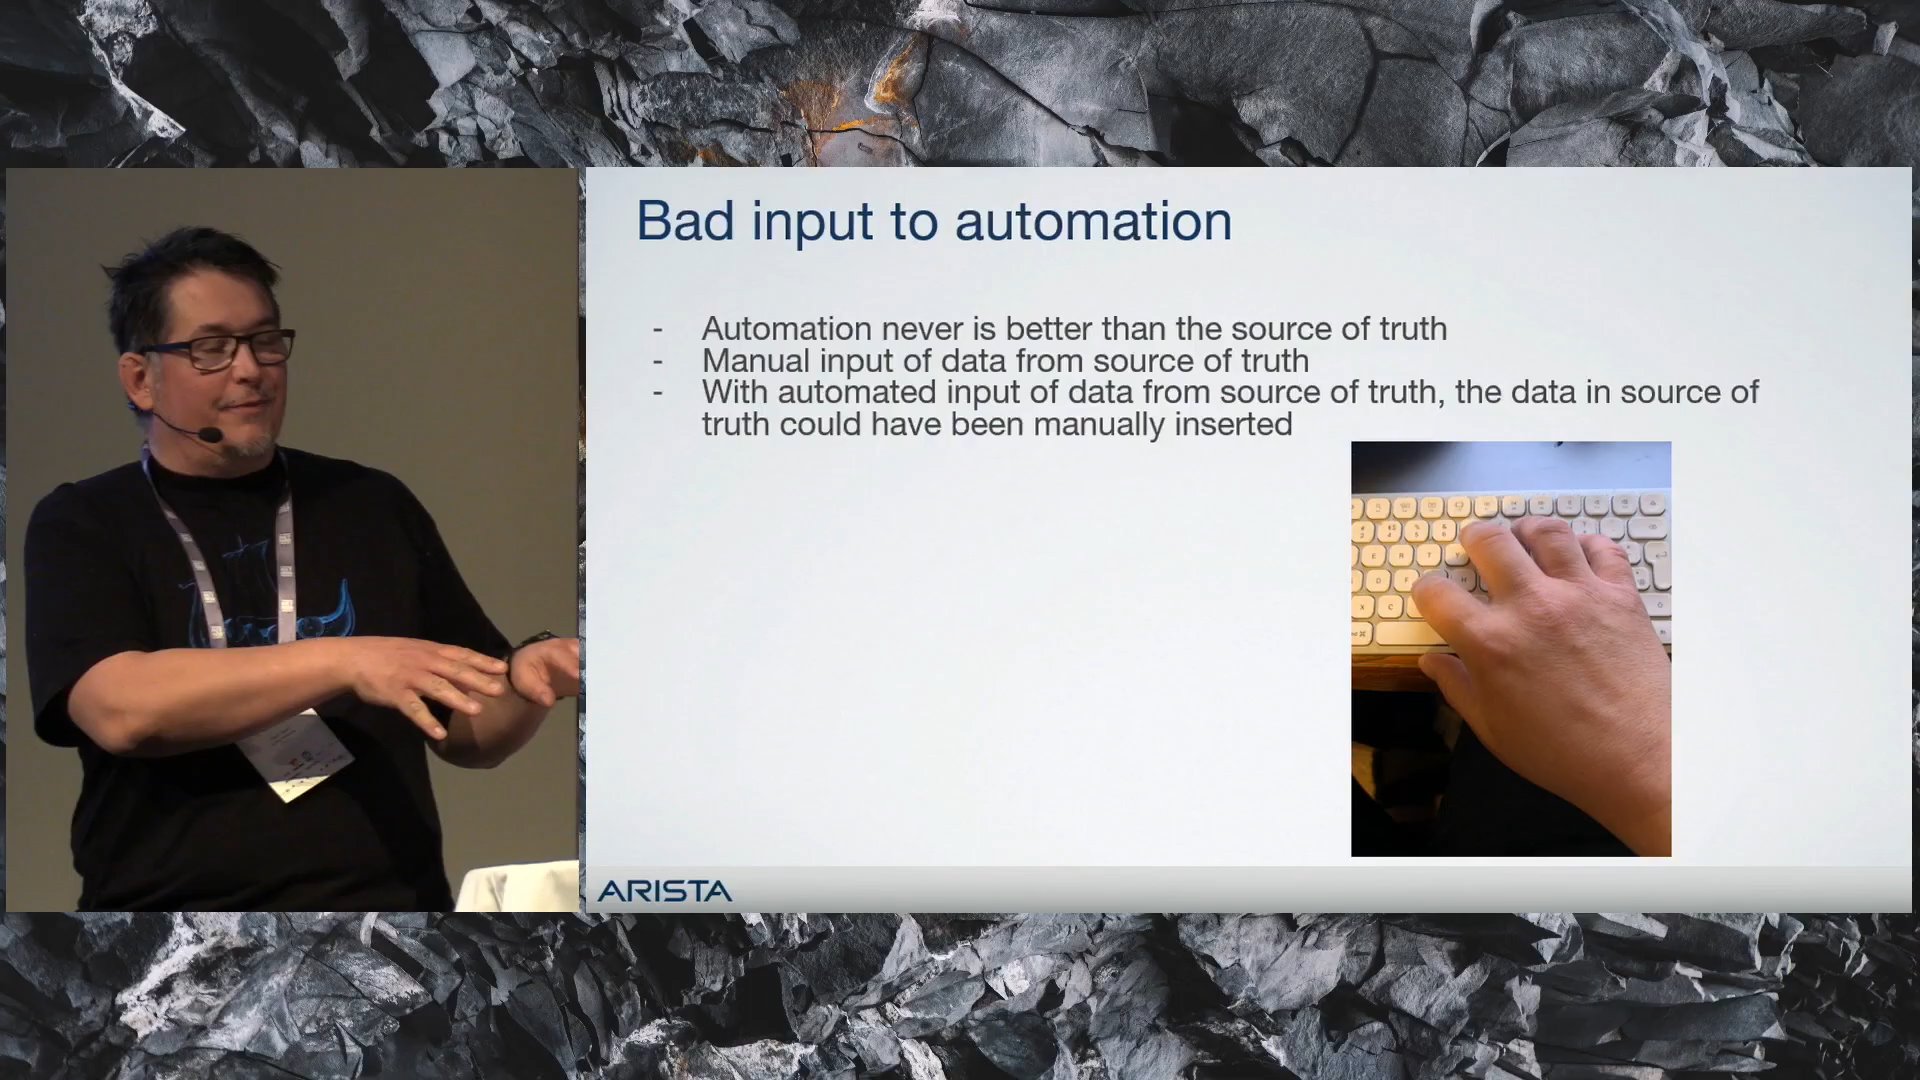 Bad input to automation
- Automation never is better than the source of truth
- Manual input of data from source of truth
- With automated input of data from source of truth, the data in source of
truth could have been manually inserted
ARISTA